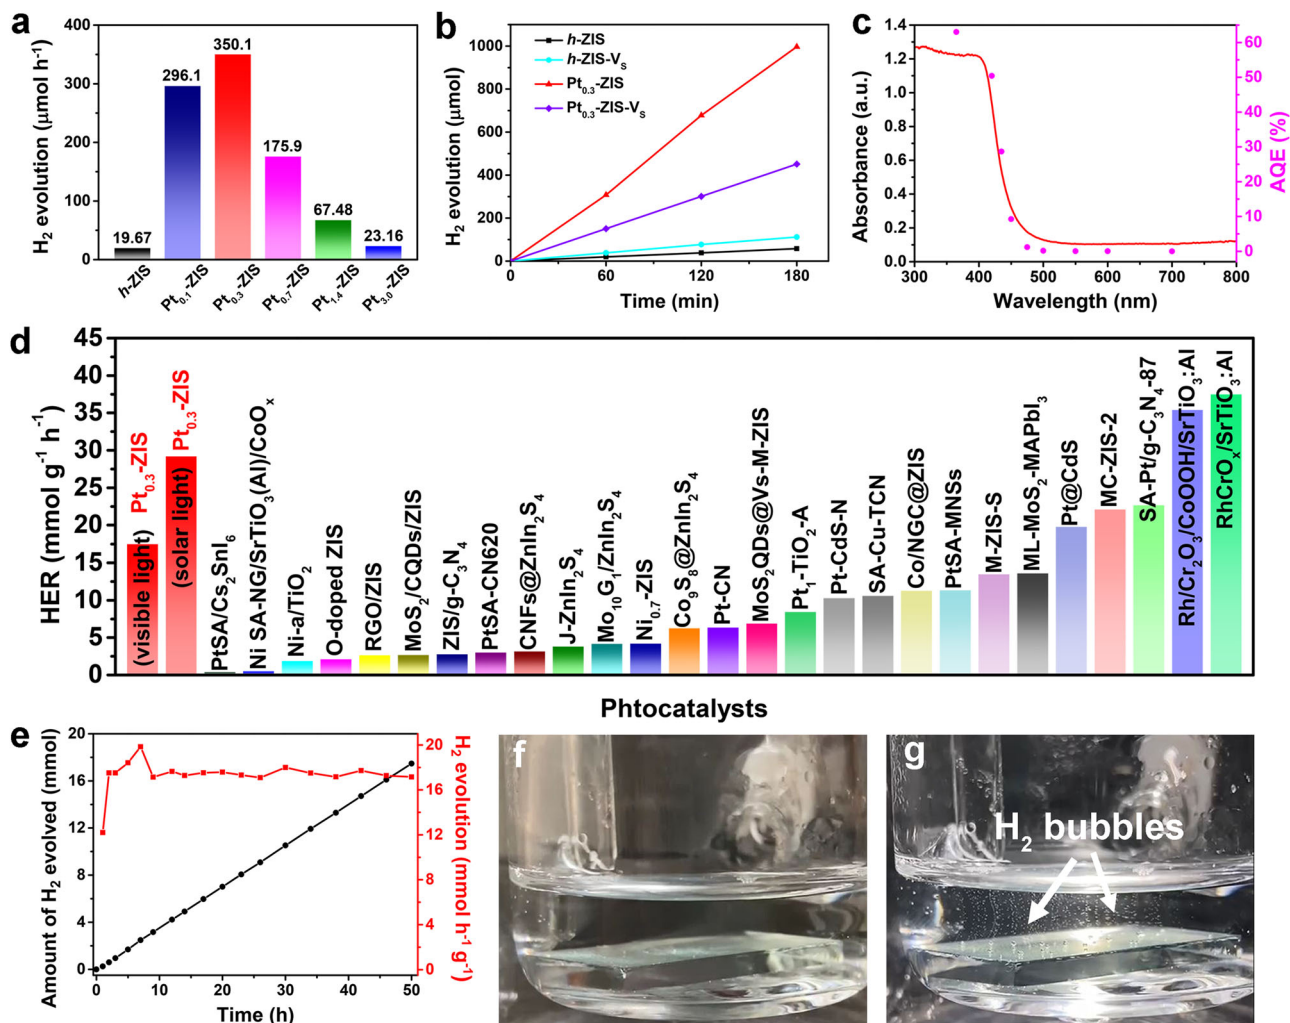 a
H₂ evolution (μmol h⁻¹)
400
300
200
100
0
19.67
296.1
350.1
175.9
67.48
23.16
h-ZIS
Pt₀.₁-ZIS
Pt₀.₃-ZIS
Pt₀.₇-ZIS
Pt₁.₄-ZIS
Pt₃.₀-ZIS
b
H₂ evolution (μmol)
1000
800
600
400
200
0
h-ZIS
h-ZIS-Vₛ
Pt₀.₃-ZIS
Pt₀.₃-ZIS-Vₛ
0 60 120 180
Time (min)
c
Absorbance (a.u.)
1.4
1.2
1.0
0.8
0.6
0.4
0.2
0.0
60
50
40
30
20
10
0
AQE (%)
300 400 500 600 700 800
Wavelength (nm)
d
HER (mmol g⁻¹ h⁻¹)
45
40
35
30
25
20
15
10
5
0
(visible light) Pt₀.₃-ZIS
(solar light) Pt₀.₃-ZIS
PtSA/Cs₂SnI₆
Ni SA-NG/SrTiO₃(Al)/CoOₓ
Ni-a/TiO₂
O-doped ZIS
RGO/ZIS
MoS₂/CQDs/ZIS
ZIS/g-C₃N₄
PtSA-CN620
CNFs@ZnIn₂S₄
J-ZnIn₂S₄
Mo₁₀G₁/ZnIn₂S₄
Ni₀.₇-ZIS
Co₉S₈@ZnIn₂S₄
Pt-CN
MoS₂QDs@Vs-M-ZIS
Pt₁-TiO₂-A
Pt-CdS-N
SA-Cu-TCN
Co/NGC@ZIS
PtSA-MNSs
M-ZIS-S
ML-MoS₂-MAPbI₃
Pt@CdS
MC-ZIS-2
SA-Pt/g-C₃N₄-87
Rh/Cr₂O₃/CoOOH/SrTiO₃:Al
RhCrOₓ/SrTiO₃:Al
Phtocatalysts
e
Amount of H₂ evolved (mmol)
20
16
12
8
4
0
20
16
12
8
4
0
H₂ evolution (mmol h⁻¹ g⁻¹)
0 10 20 30 40 50
Time (h)
f
g
H₂ bubbles